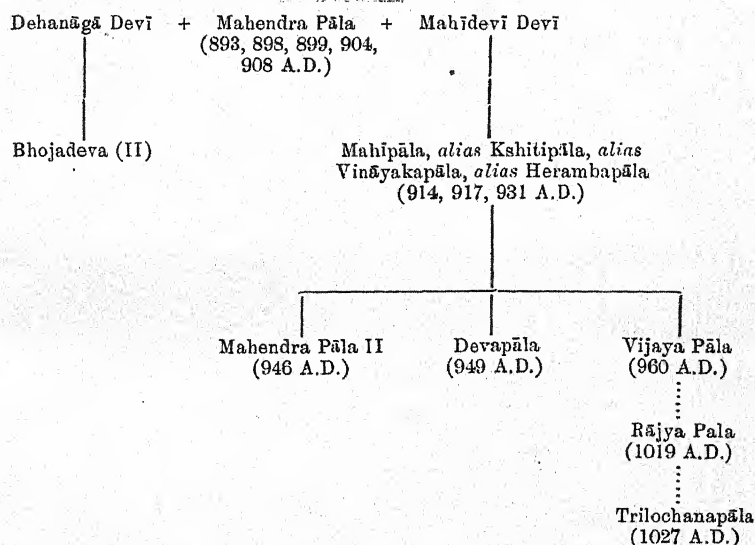 Dehanāgā Devī + Mahendra Pāla + Mahīdevī Devī
(893, 898, 899, 904,
908 A.D.)
Bhojadeva (II)
Mahīpāla, alias Kshitipāla, alias
Vināyakapāla, alias Herambapāla
(914, 917, 931 A.D.)
Mahendra Pāla II
(946 A.D.)
Devapāla
(949 A.D.)
Vijaya Pāla
(960 A.D.)
Rājya Pala
(1019 A.D.)
Trilochanapāla
(1027 A.D.)